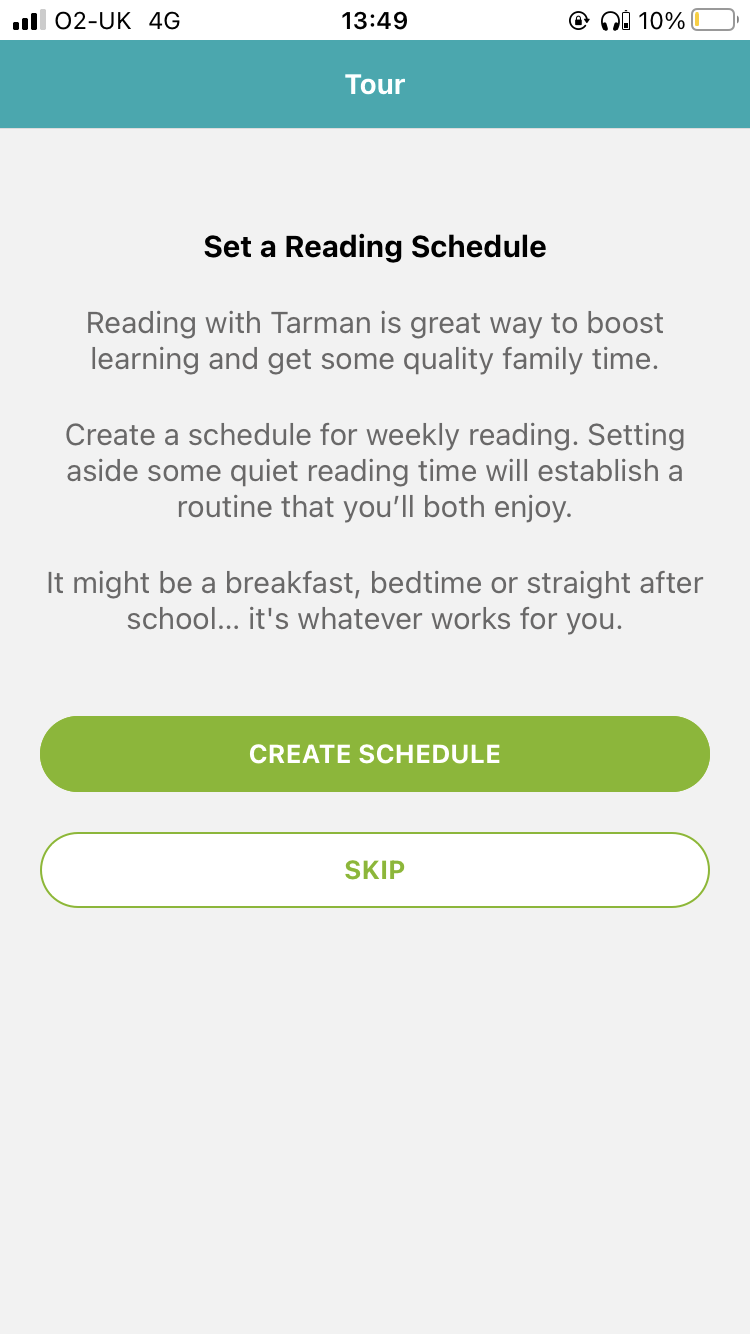 O2-UK 4G 13:49 10%
Tour
Set a Reading Schedule
Reading with Tarman is great way to boost
learning and get some quality family time.
Create a schedule for weekly reading. Setting
aside some quiet reading time will establish a
routine that you’ll both enjoy.
It might be a breakfast, bedtime or straight after
school... it's whatever works for you.
CREATE SCHEDULE
SKIP